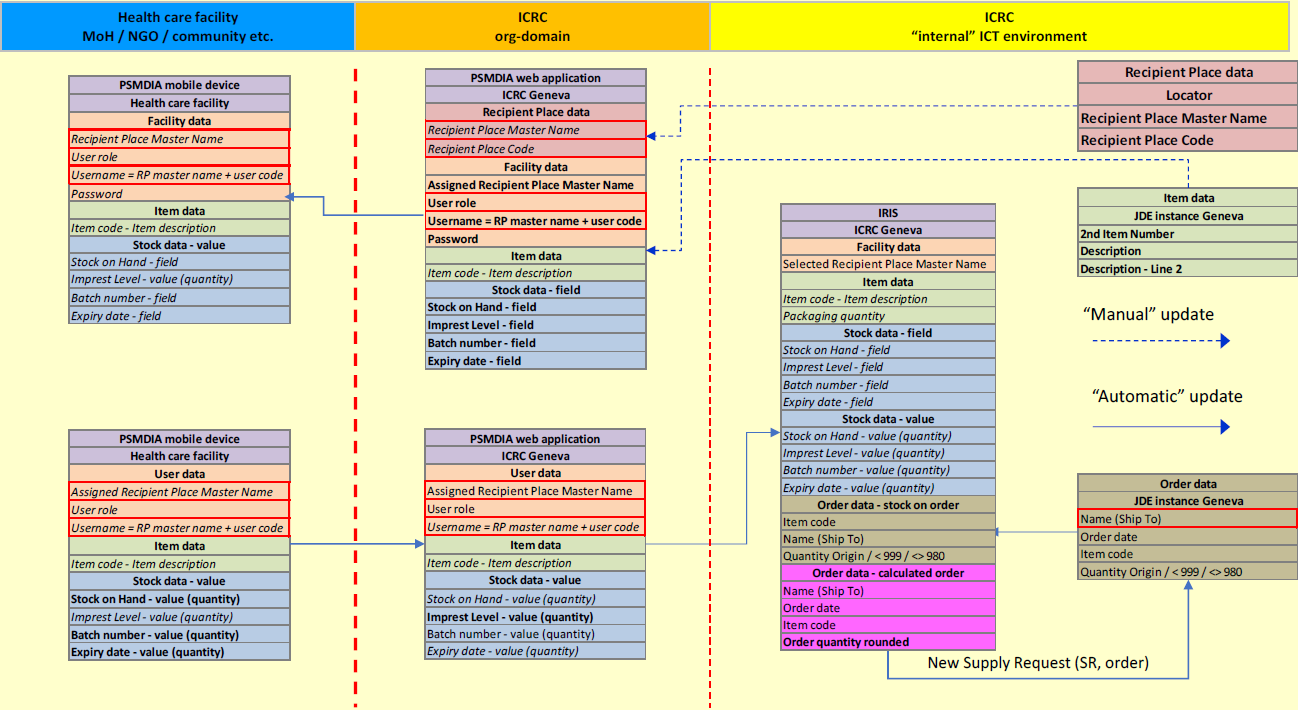 Health care facility
MoH / NGO / community etc.
ICRC
org-domain
ICRC
“internal” ICT environment
PSMDIA mobile device
Health care facility
Facility data
Recipient Place Master Name
User role
Username = RP master name + user code
Password
Item data
Item code - Item description
Stock data - value
Stock on Hand - field
Imprest Level - value (quantity)
Batch number - field
Expiry date - field
PSMDIA web application
ICRC Geneva
Recipient Place data
Recipient Place Master Name
Recipient Place Code
Facility data
Assigned Recipient Place Master Name
User role
Username = RP master name + user code
Password
Item data
Item code - Item description
Stock data - field
Stock on Hand - field
Imprest Level - field
Batch number - field
Expiry date - field
Recipient Place data
Locator
Recipient Place Master Name
Recipient Place Code
Item data
JDE instance Geneva
2nd Item Number
Description
Description - Line 2
“Manual” update
“Automatic” update
IRIS
ICRC Geneva
Facility data
Selected Recipient Place Master Name
Item data
Item code - Item description
Packaging quantity
Stock data - field
Stock on Hand - field
Imprest Level - field
Batch number - field
Expiry date - field
Stock data - value
Stock on Hand - value (quantity)
Imprest Level - value (quantity)
Batch number - value (quantity)
Expiry date - value (quantity)
Order data - stock on order
Item code
Name (Ship To)
Quantity Origin / < 999 / <> 980
Order data - calculated order
Name (Ship To)
Order date
Item code
Order quantity rounded
PSMDIA mobile device
Health care facility
User data
Assigned Recipient Place Master Name
User role
Username = RP master name + user code
Item data
Item code - Item description
Stock data - value
Stock on Hand - value (quantity)
Imprest Level - value (quantity)
Batch number - value (quantity)
Expiry date - value (quantity)
PSMDIA web application
ICRC Geneva
User data
Assigned Recipient Place Master Name
User role
Username = RP master name + user code
Item data
Item code - Item description
Stock data - value
Stock on Hand - value (quantity)
Imprest Level - value (quantity)
Batch number - value (quantity)
Expiry date - value (quantity)
Order data
JDE instance Geneva
Name (Ship To)
Order date
Item code
Quantity Origin / < 999 / <> 980
New Supply Request (SR, order)